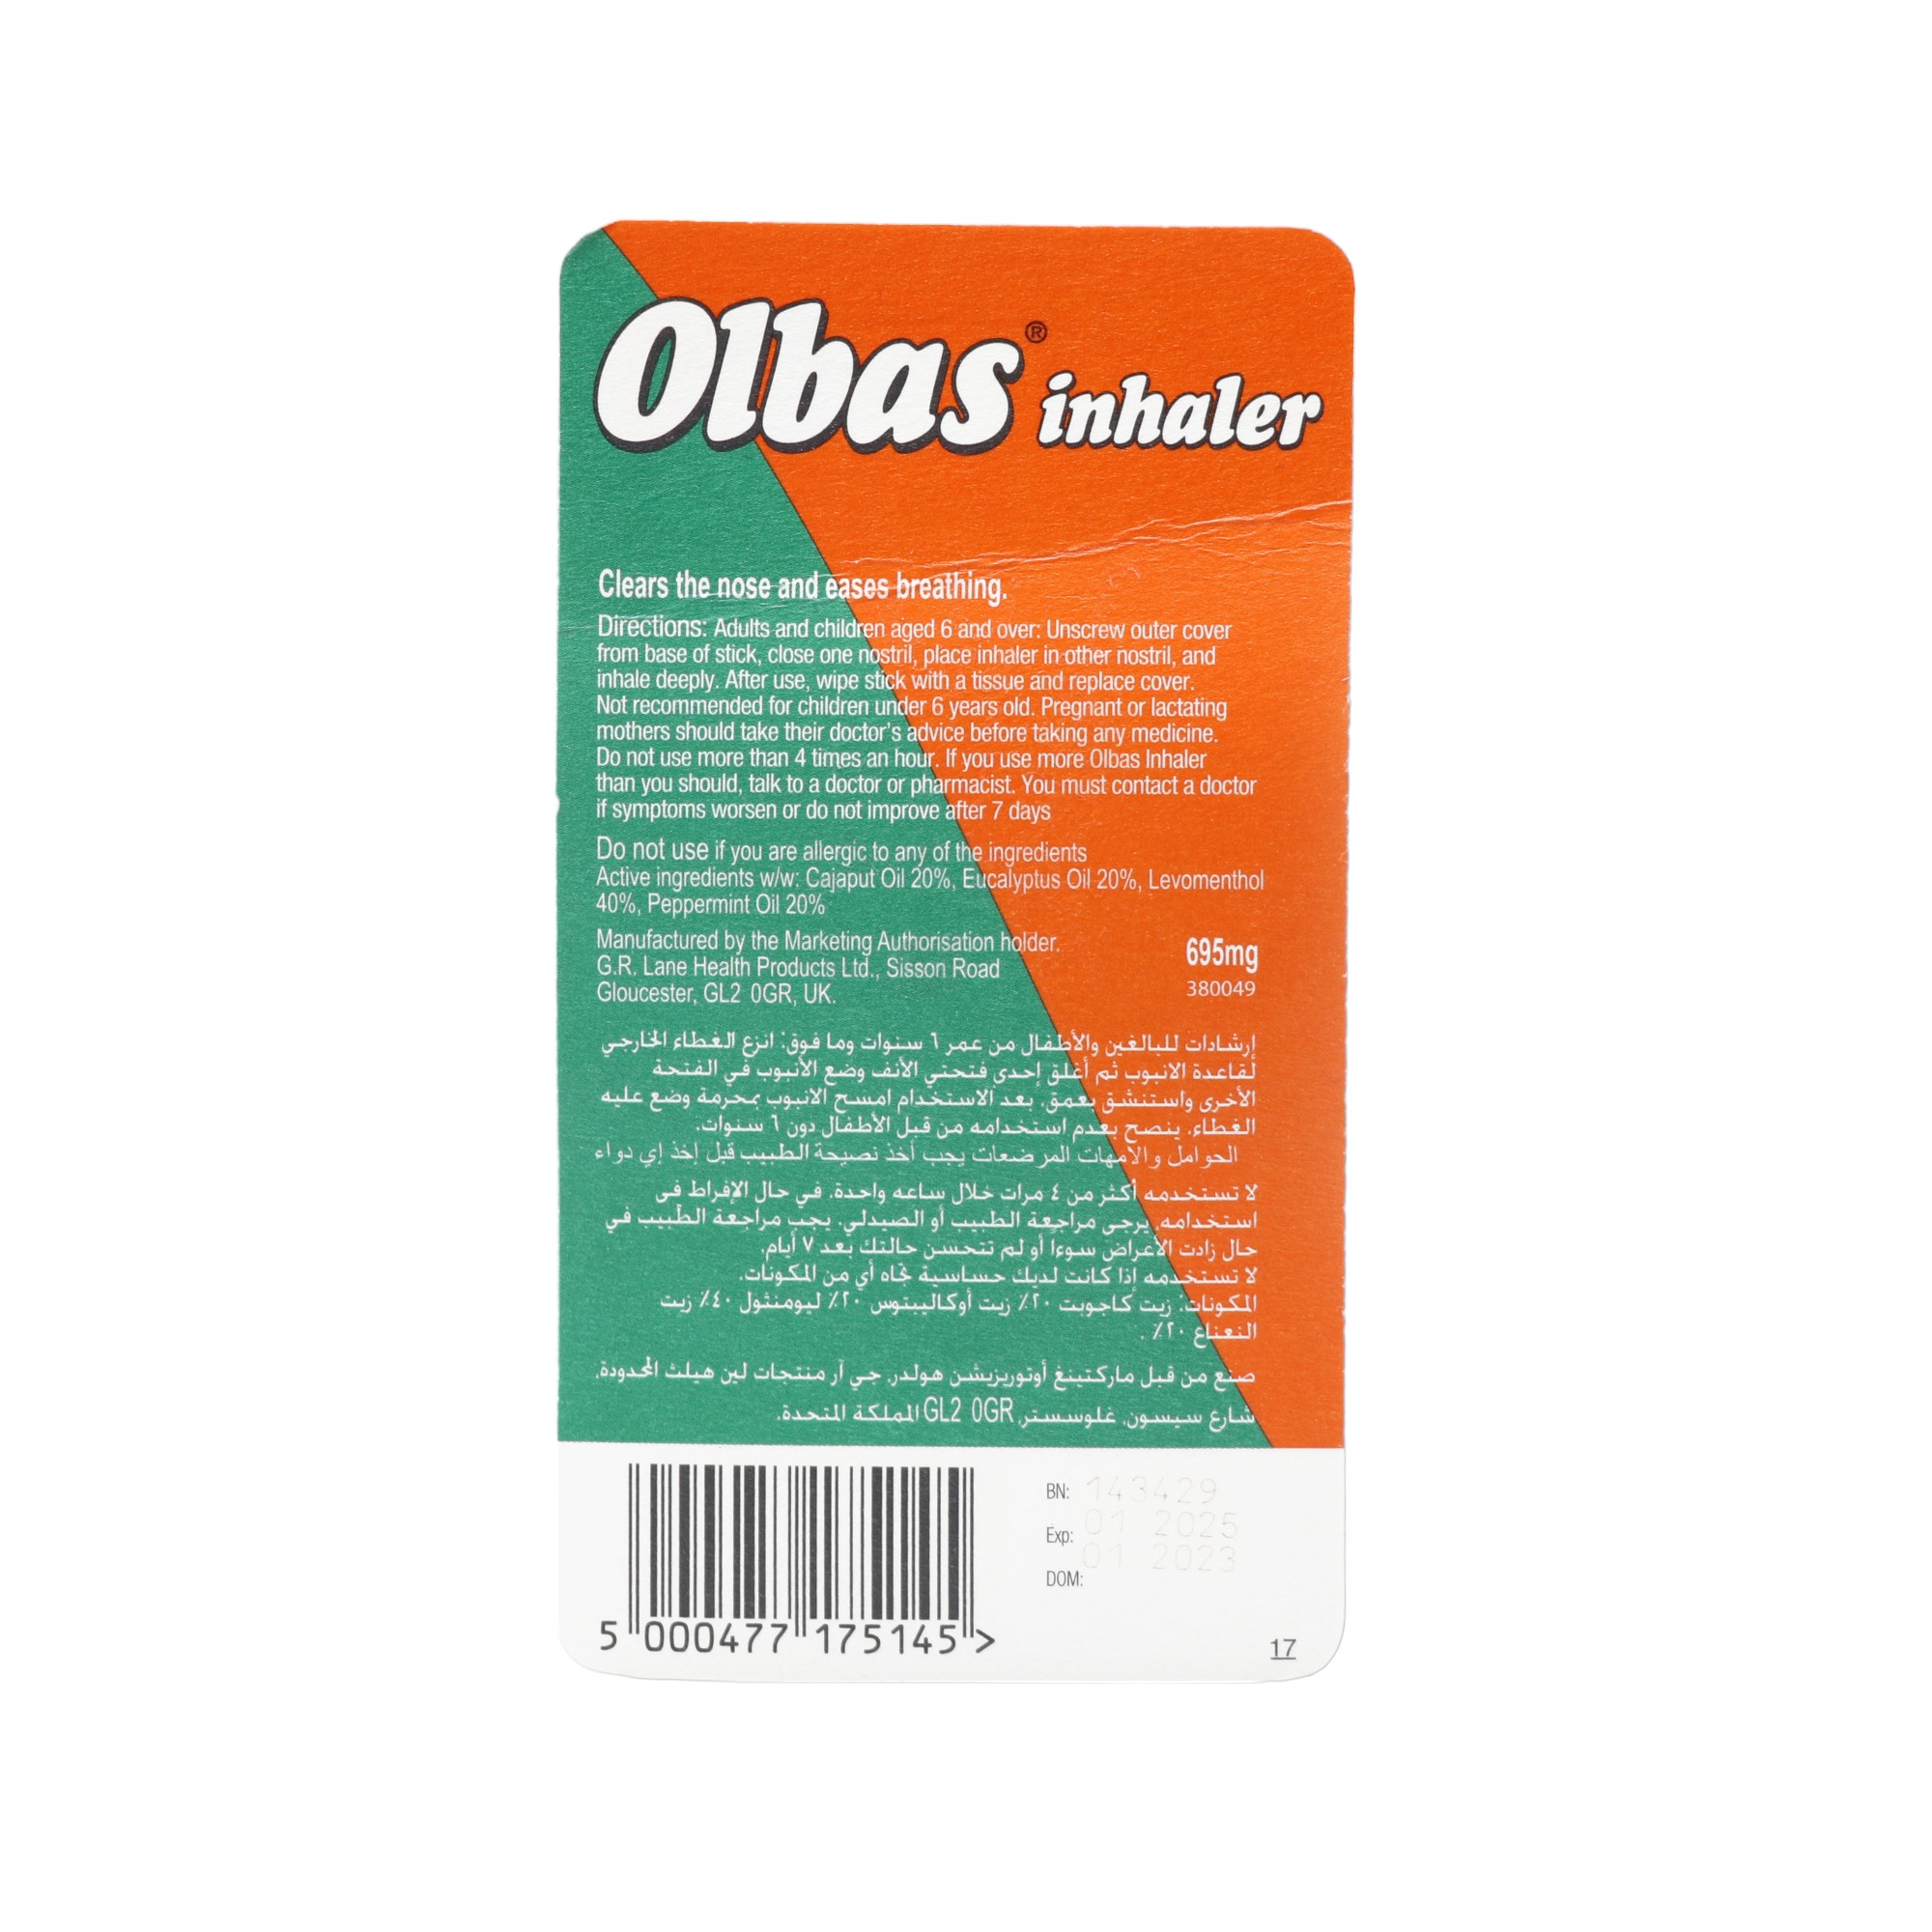 Olbas® inhaler
Clears the nose and eases breathing.
Directions: Adults and children aged 6 and over: Unscrew outer cover
from base of stick, close one nostril, place inhaler in other nostril, and
inhale deeply. After use, wipe stick with a tissue and replace cover.
Not recommended for children under 6 years old. Pregnant or lactating
mothers should take their doctor's advice before taking any medicine.
Do not use more than 4 times an hour. If you use more Olbas Inhaler
than you should, talk to a doctor or pharmacist. You must contact a doctor
if symptoms worsen or do not improve after 7 days
Do not use if you are allergic to any of the ingredients
Active ingredients w/w: Cajaput Oil 20%, Eucalyptus Oil 20%, Levomenthol
40%, Peppermint Oil 20%
Manufactured by the Marketing Authorisation holder.
G.R. Lane Health Products Ltd., Sisson Road
Gloucester, GL2 0GR, UK.
695mg
380049
إرشادات للبالغين والأطفال من عمر ٦ سنوات وما فوق: انزع الغطاء الخارجي
لقاعدة الانبوب ثم أغلق إحدى فتحتي الأنف وضع الأنبوب في الفتحة
الأخرى واستنشق بعمق. بعد الاستخدام امسح الانبوب بمحرمة وضع عليه
الغطاء. ينصح بعدم استخدامه من قبل الأطفال دون ٦ سنوات.
الحوامل والامهات المرضعات يجب أخذ نصيحة الطبيب قبل إخذ إي دواء
لا تستخدمه أكثر من ٤ مرات خلال ساعه واحدة. في حال الإفراط في
استخدامه, يرجى مراجعة الطبيب أو الصيدلي. يجب مراجعة الطبيب في
حال زادت الأعراض سوءا أو لم تتحسن حالتك بعد ٧ أيام.
لا تستخدمه إذا كانت لديك حساسية تجاه أي من المكونات.
المكونات: زيت كاجوبت ٢٠٪ زيت أوكاليبتوس ٢٠٪ ليومنثول ٤٠٪ زيت
النعناع ٢٠٪ .
صنع من قبل ماركتينغ أوتوريزيشن هولدر. جي آر منتجات لين هيلث المحدودة,
شارع سيسون, غلوسستر, GL2 0GR المملكة المتحدة.
BN: 143429
Exp: 01 2025
01 2023
DOM:
5 000477 175145 >
17